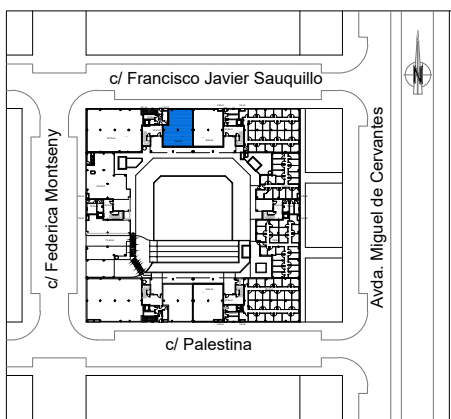 c/ Francisco Javier Sauquillo
N
c/ Federica Montseny
Avda. Miguel de Cervantes
c/ Palestina